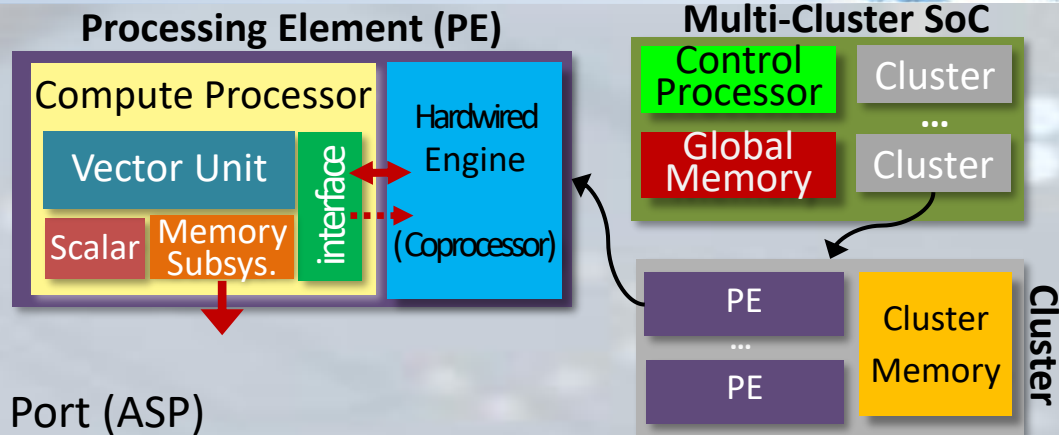 Processing Element (PE)
Compute Processor
Vector Unit
Scalar
Memory
Subsys.
interface
Hardwired
Engine
(Coprocessor)
Multi-Cluster SoC
Control
Processor
Cluster
...
Global
Memory
Cluster
PE
...
PE
Cluster
Memory
Cluster
Port (ASP)